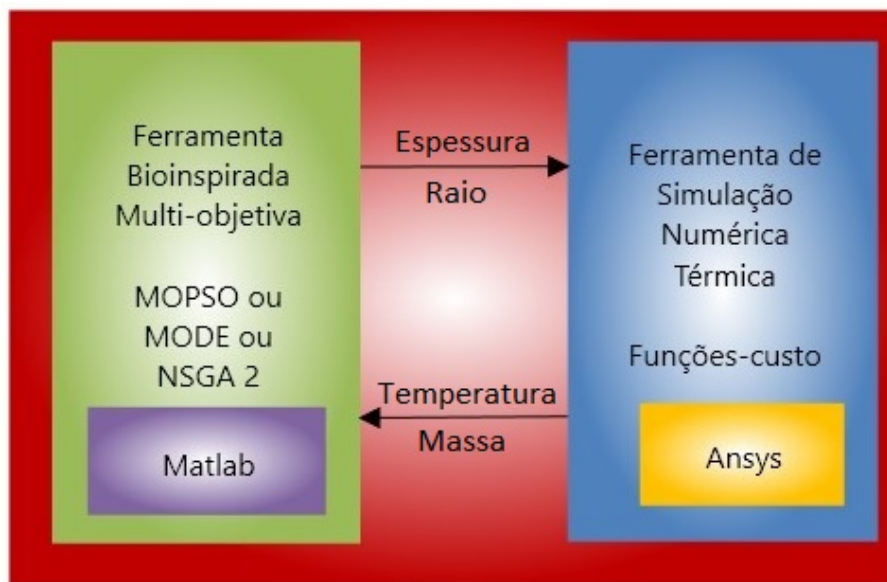 Ferramenta
Bioinspirada
Multi-objetiva
MOPSO ou
MODE ou
NSGA 2
Matlab
Espessura
Raio
Temperatura
Massa
Ferramenta de
Simulação
Numérica
Térmica
Funções-custo
Ansys